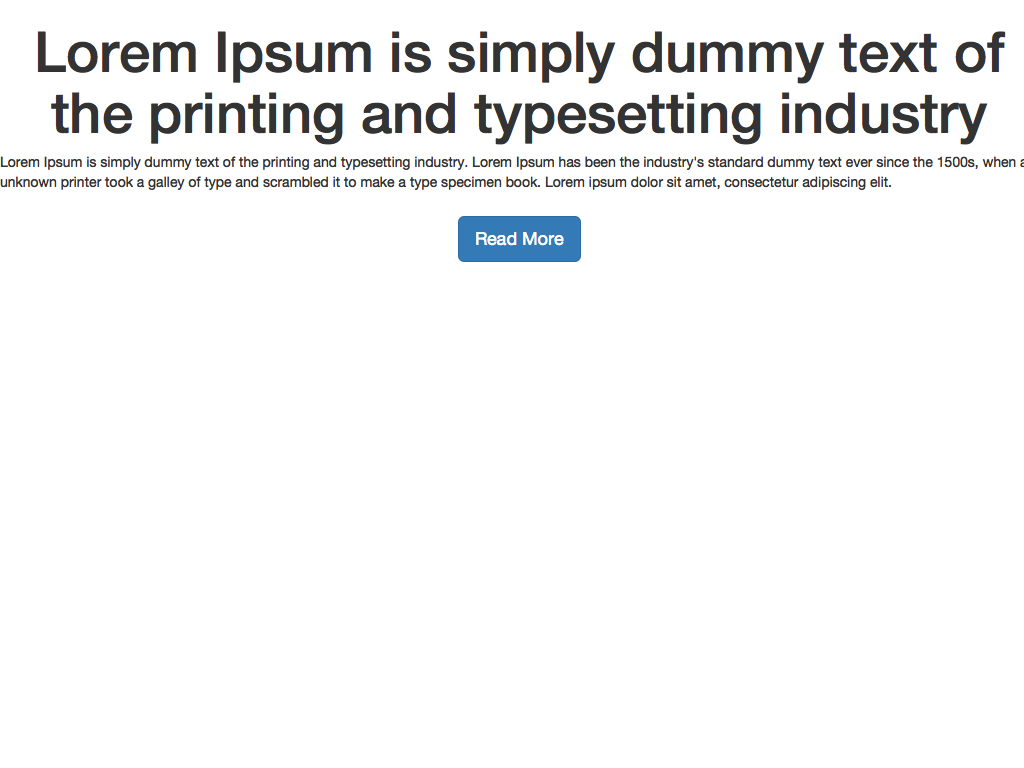 Lorem Ipsum is simply dummy text of
the printing and typesetting industry
Lorem Ipsum is simply dummy text of the printing and typesetting industry. Lorem Ipsum has been the industry's standard dummy text ever since the 1500s, when
unknown printer took a galley of type and scrambled it to make a type specimen book. Lorem ipsum dolor sit amet, consectetur adipiscing elit.
Read More